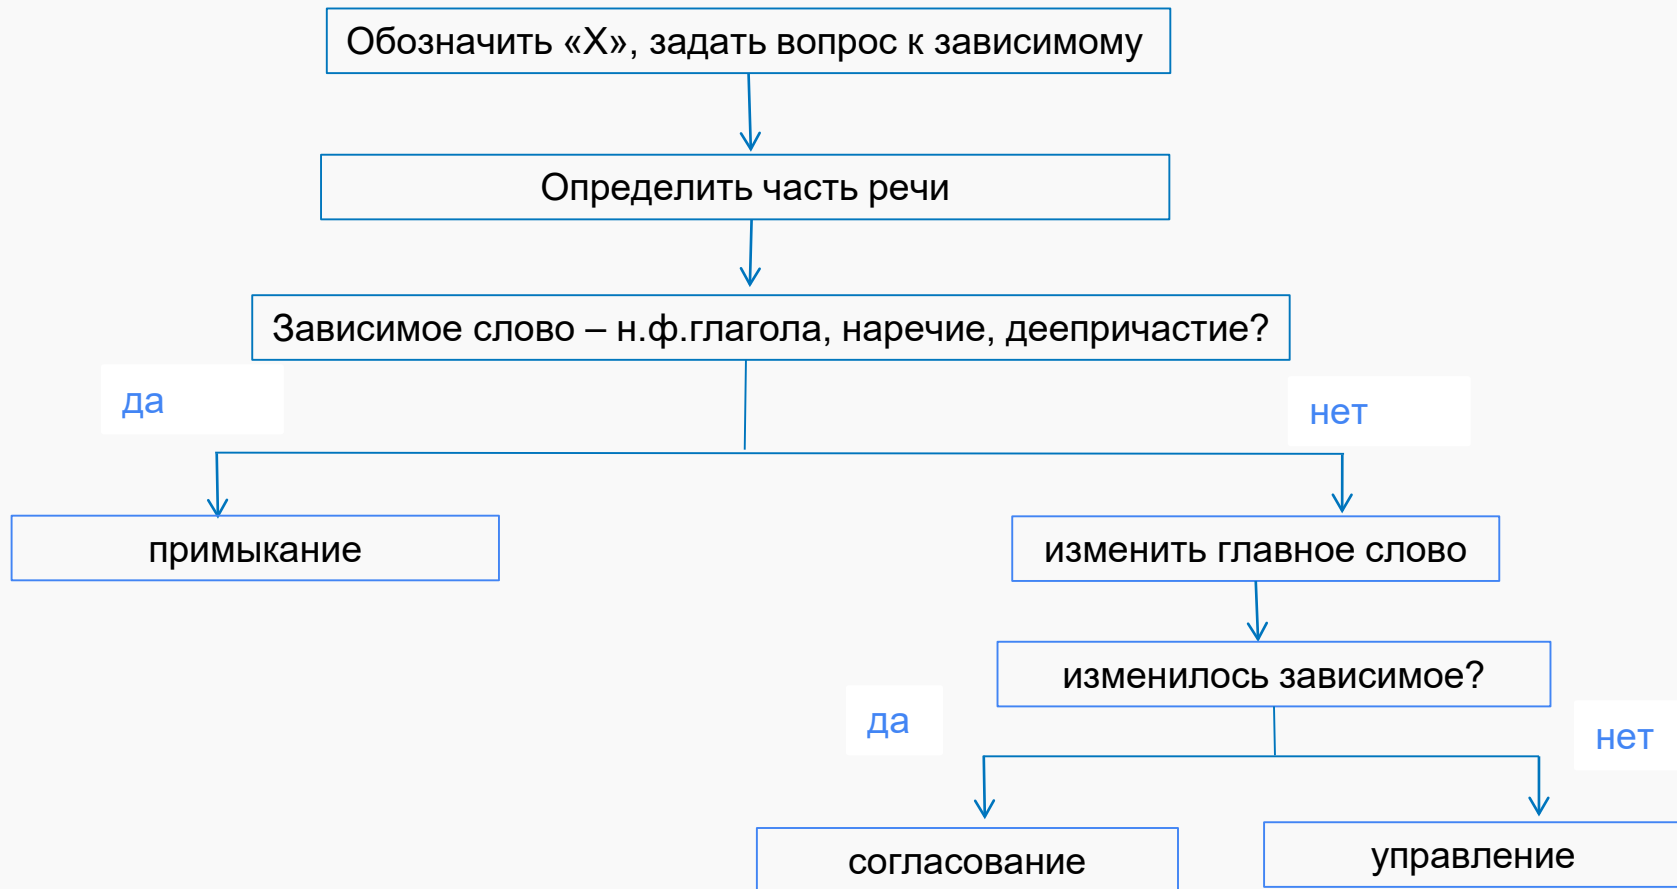 Обозначить «Х», задать вопрос к зависимому
Определить часть речи
Зависимое слово – н.ф.глагола, наречие, деепричастие?
да
нет
примыкание
изменить главное слово
изменилось зависимое?
да
нет
согласование
управление